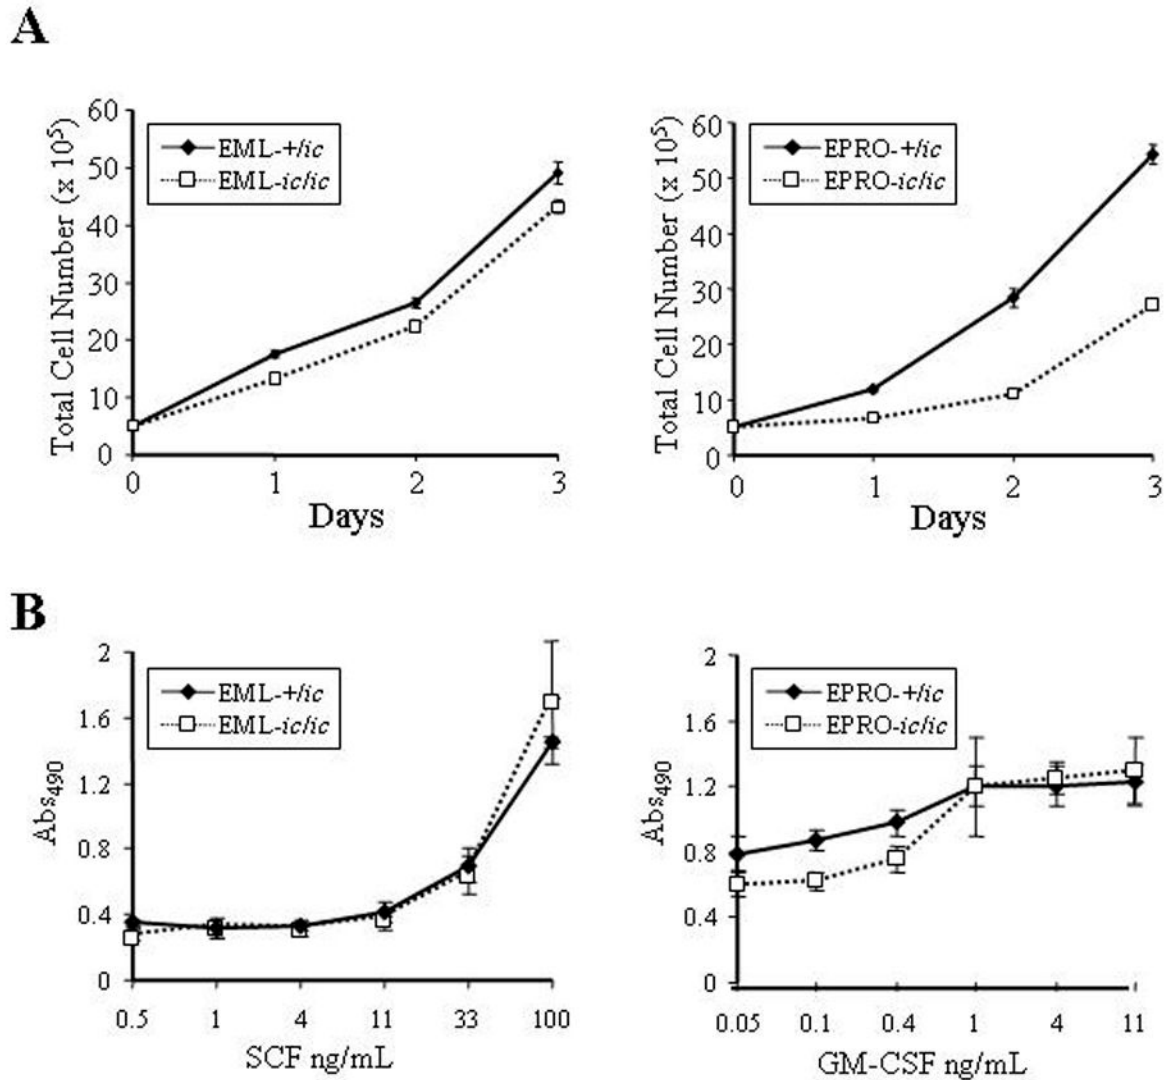 A
Total Cell Number (x 10⁵)
60
50
40
30
20
10
0
EML-+/ic
EML-ic/ic
0 1 2 3
Days
Total Cell Number (x 10⁵)
60
50
40
30
20
10
0
EPRO-+/ic
EPRO-ic/ic
0 1 2 3
Days
B
Abs490
2
1.6
1.2
0.8
0.4
0
EML-+/ic
EML-ic/ic
0.5 1 4 11 33 100
SCF ng/mL
Abs490
2
1.6
1.2
0.8
0.4
0
EPRO-+/ic
EPRO-ic/ic
0.05 0.1 0.4 1 4 11
GM-CSF ng/mL